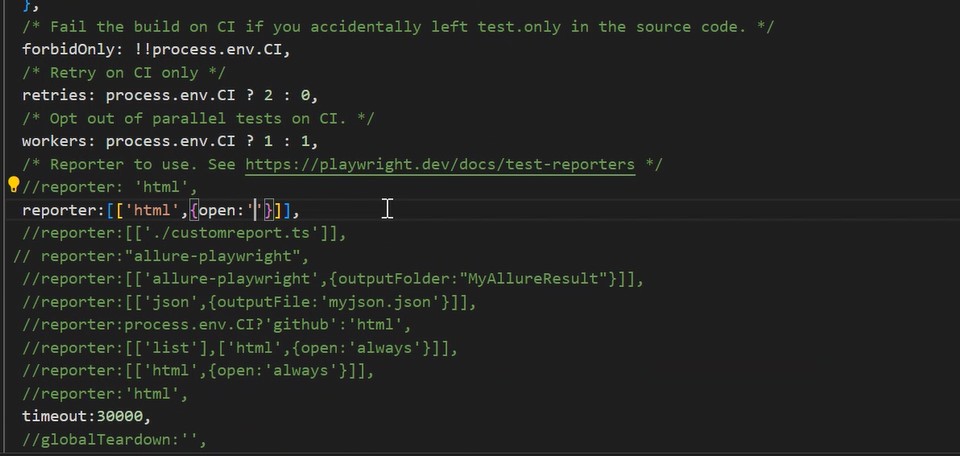 },
/* Fail the build on CI if you accidentally left test.only in the source code. */
forbidOnly: !!process.env.CI,
/* Retry on CI only */
retries: process.env.CI ? 2 : 0,
/* Opt out of parallel tests on CI. */
workers: process.env.CI ? 1 : 1,
/* Reporter to use. See https://playwright.dev/docs/test-reporters */
//reporter: 'html',
reporter:[['html',{open:''}]],
//reporter:[['./customreport.ts']],
// reporter:"allure-playwright",
//reporter:[['allure-playwright',{outputFolder:"MyAllureResult"}]],
//reporter:[['json',{outputFile:'myjson.json'}]],
//reporter:process.env.CI?'github':'html',
//reporter:[['list'],['html',{open:'always'}]],
//reporter:[['html',{open:'always'}]],
//reporter:'html',
timeout:30000,
//globalTeardown:'',